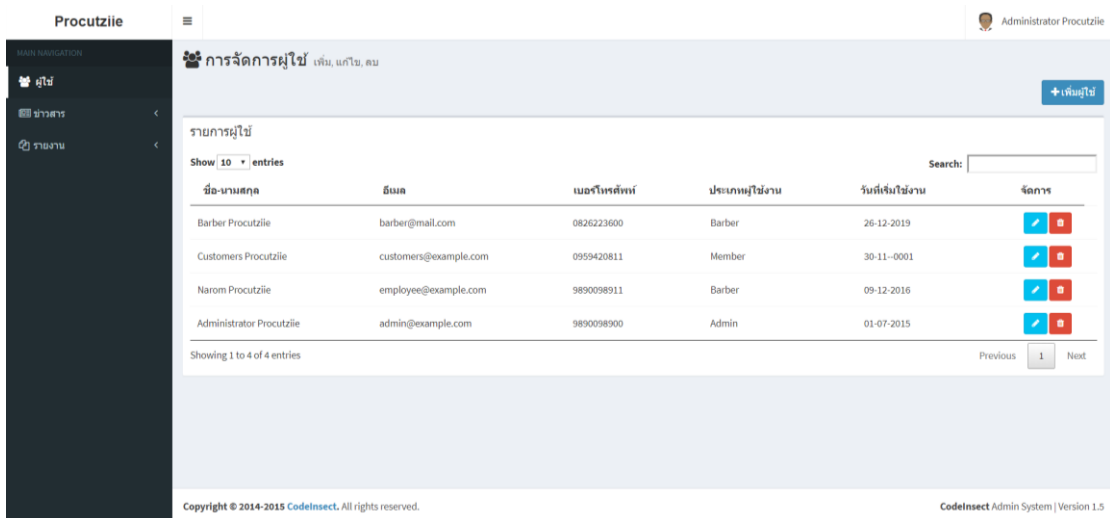 Procutziie
Administrator Procutziie
MAIN NAVIGATION
ผู้ใช้
ข่าวสาร
รายงาน
การจัดการผู้ใช้ เพิ่ม, แก้ไข, ลบ
เพิ่มผู้ใช้
รายการผู้ใช้
Show 10 entries Search:
ชื่อ-นามสกุล อีเมล เบอร์โทรศัพท์ ประเภทผู้ใช้งาน วันที่เริ่มใช้งาน จัดการ
Barber Procutziie barber@mail.com 0826223600 Barber 26-12-2019
Customers Procutziie customers@example.com 0959420811 Member 30-11--0001
Narom Procutziie employee@example.com 9890098911 Barber 09-12-2016
Administrator Procutziie admin@example.com 9890098900 Admin 01-07-2015
Showing 1 to 4 of 4 entries Previous 1 Next
Copyright © 2014-2015 CodeInsect. All rights reserved. CodeInsect Admin System | Version 1.5